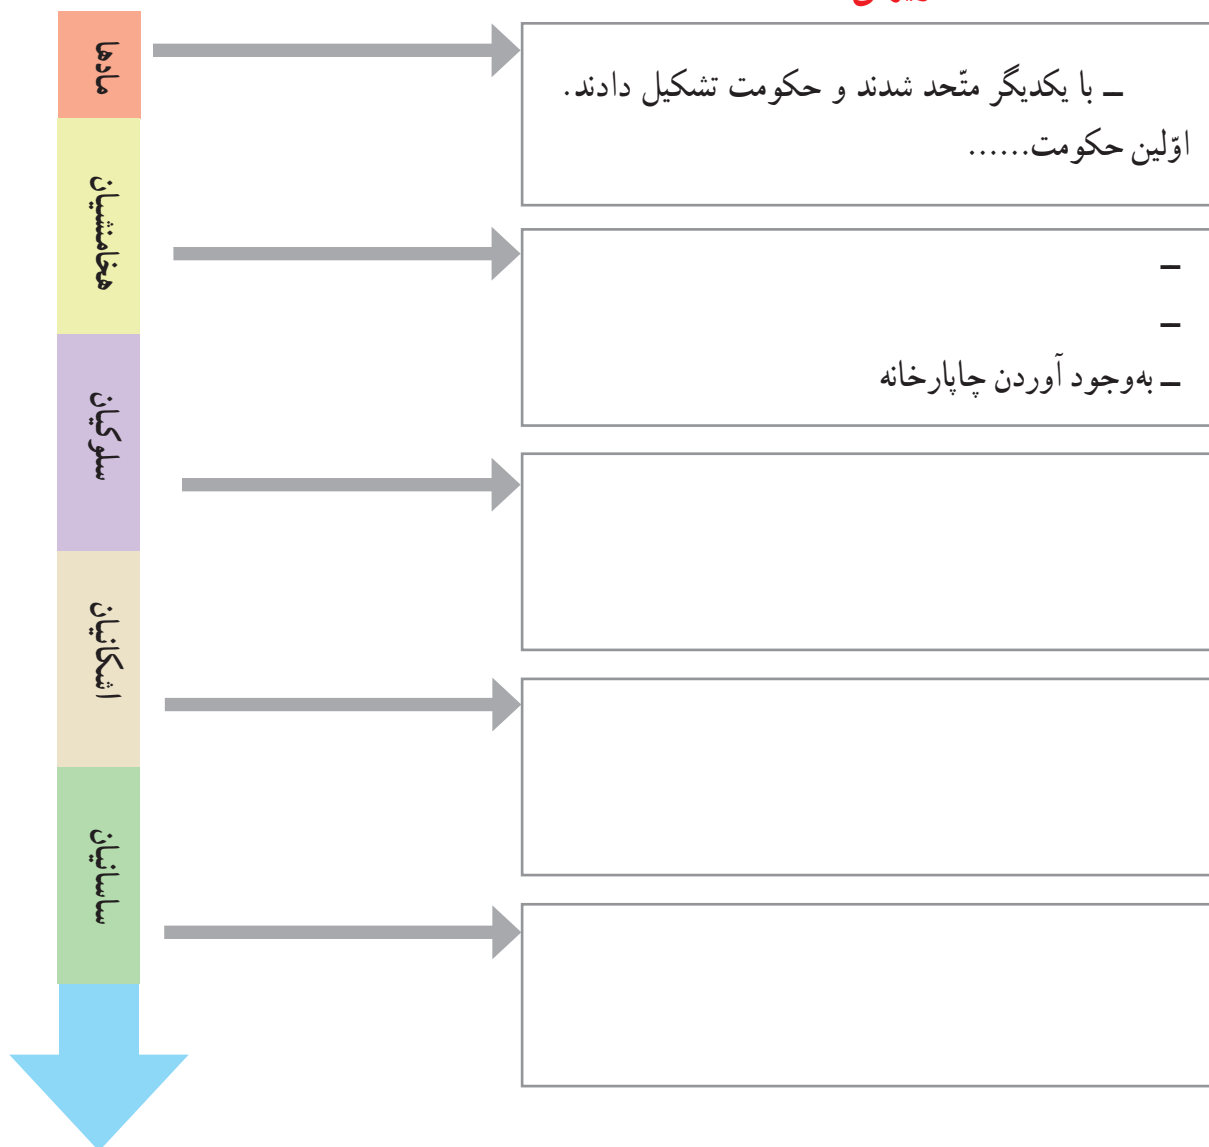 مادها
ـ با یکدیگر متّحد شدند و حکومت تشکیل دادند.
اوّلین حکومت......
هخامنشیان
ـ
ـ
ـ به‌وجود آوردن چاپارخانه
سلوکیان
اشکانیان
ساسانیان